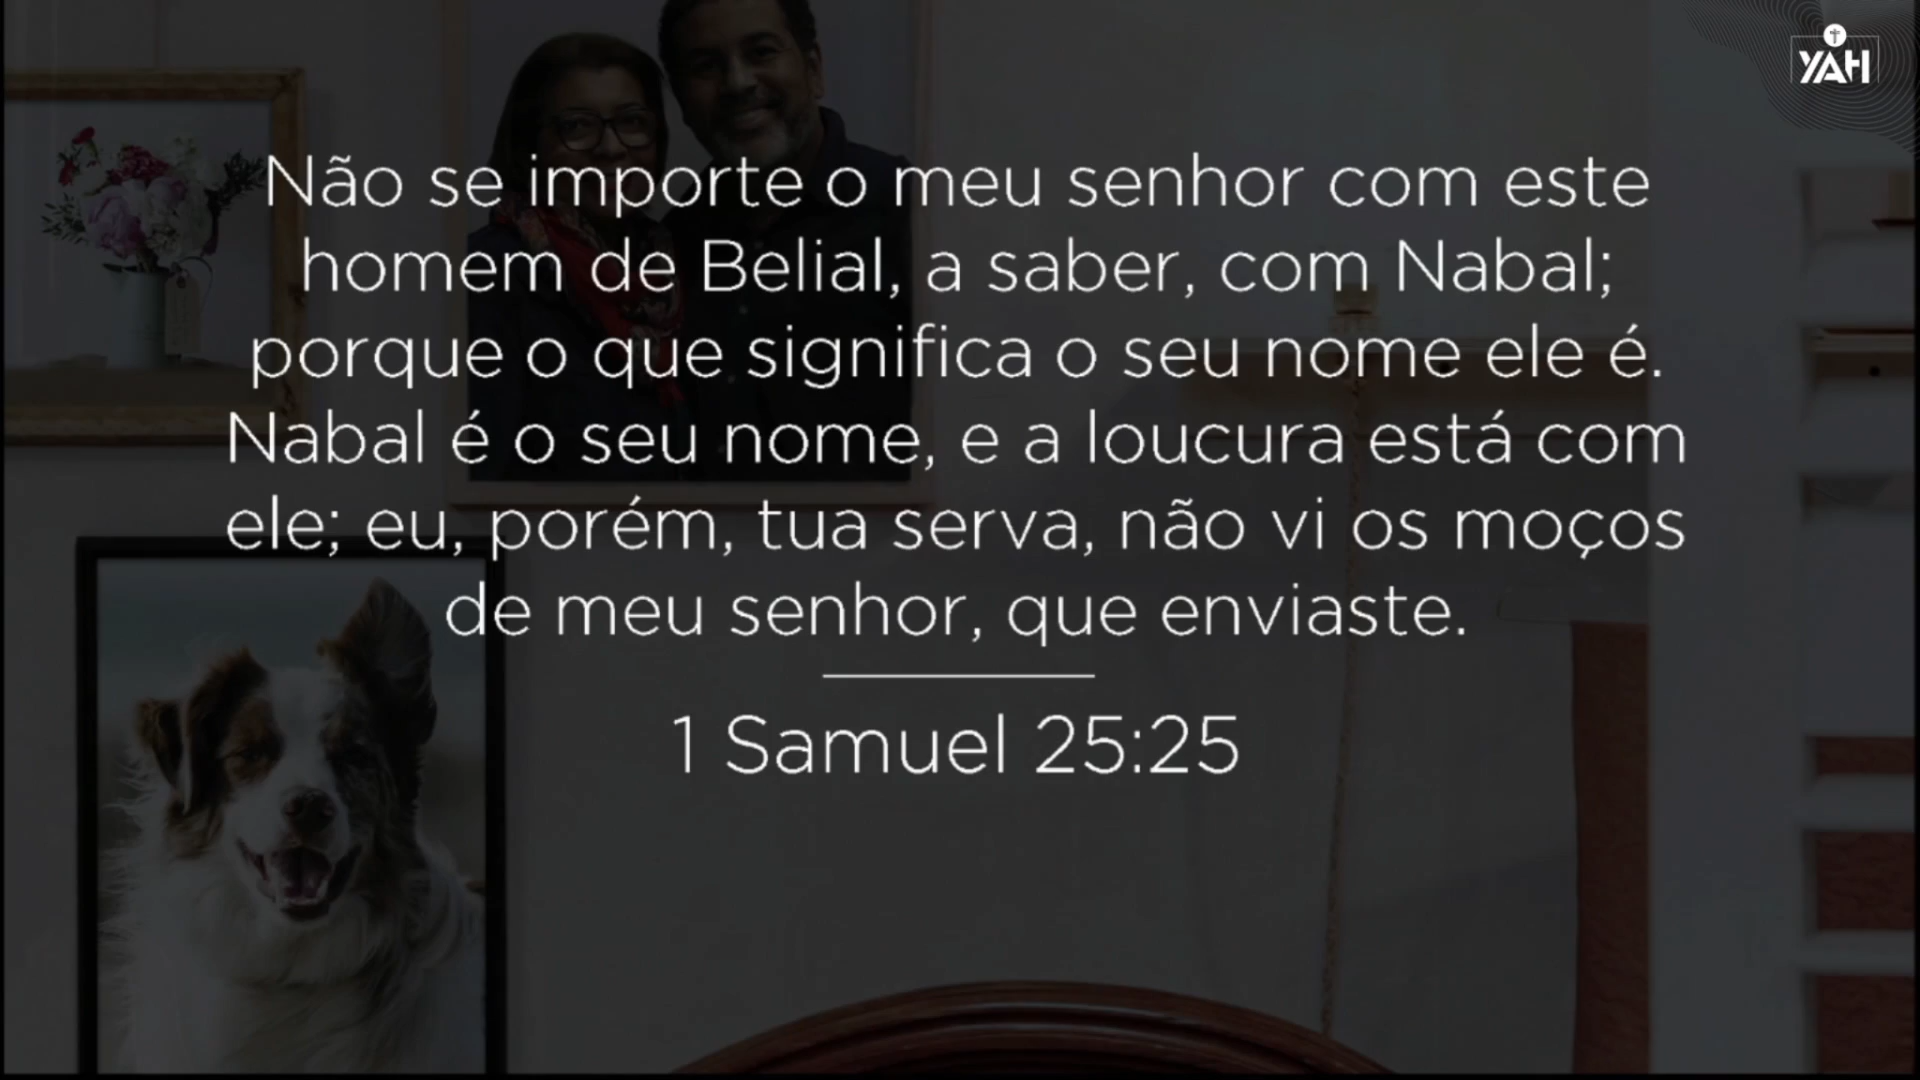 YAH
Não se importe o meu senhor com este
homem de Belial, a saber, com Nabal;
porque o que significa o seu nome ele é.
Nabal é o seu nome, e a loucura está com
ele; eu, porém, tua serva, não vi os moços
de meu senhor, que enviaste.
1 Samuel 25:25